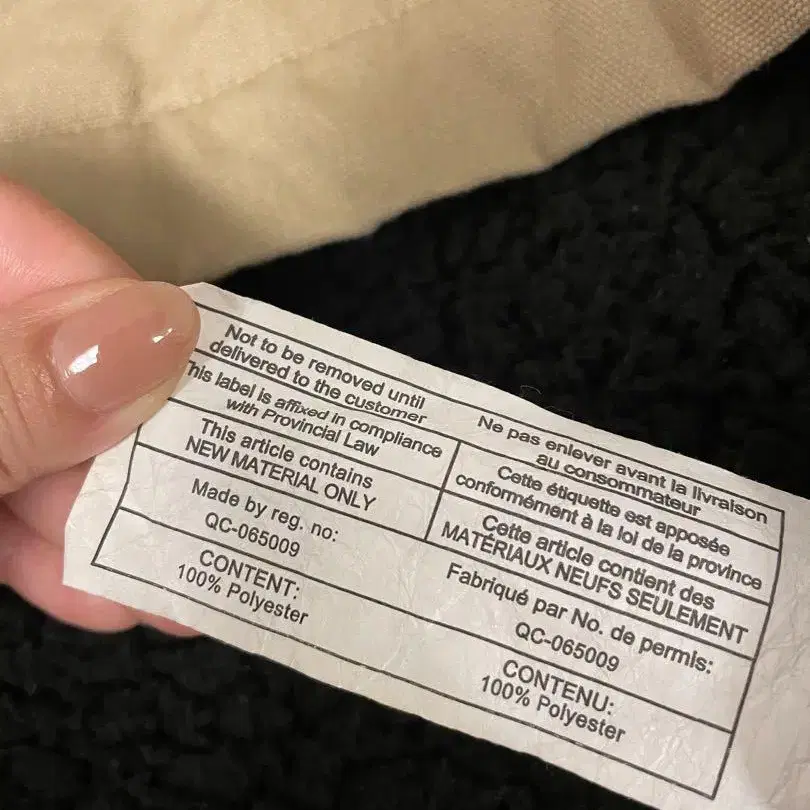 Not to be removed until
delivered to the customer
Ne pas enlever avant la livraison
au consommateur
This label is affixed in compliance
with Provincial Law
Cette étiquette est apposée
conformément à la loi de la province
This article contains
NEW MATERIAL ONLY
Cette article contient des
MATÉRIAUX NEUFS SEULEMENT
Made by reg. no:
QC-065009
Fabriqué par No. de permis:
QC-065009
CONTENT:
100% Polyester
CONTENU:
100% Polyester